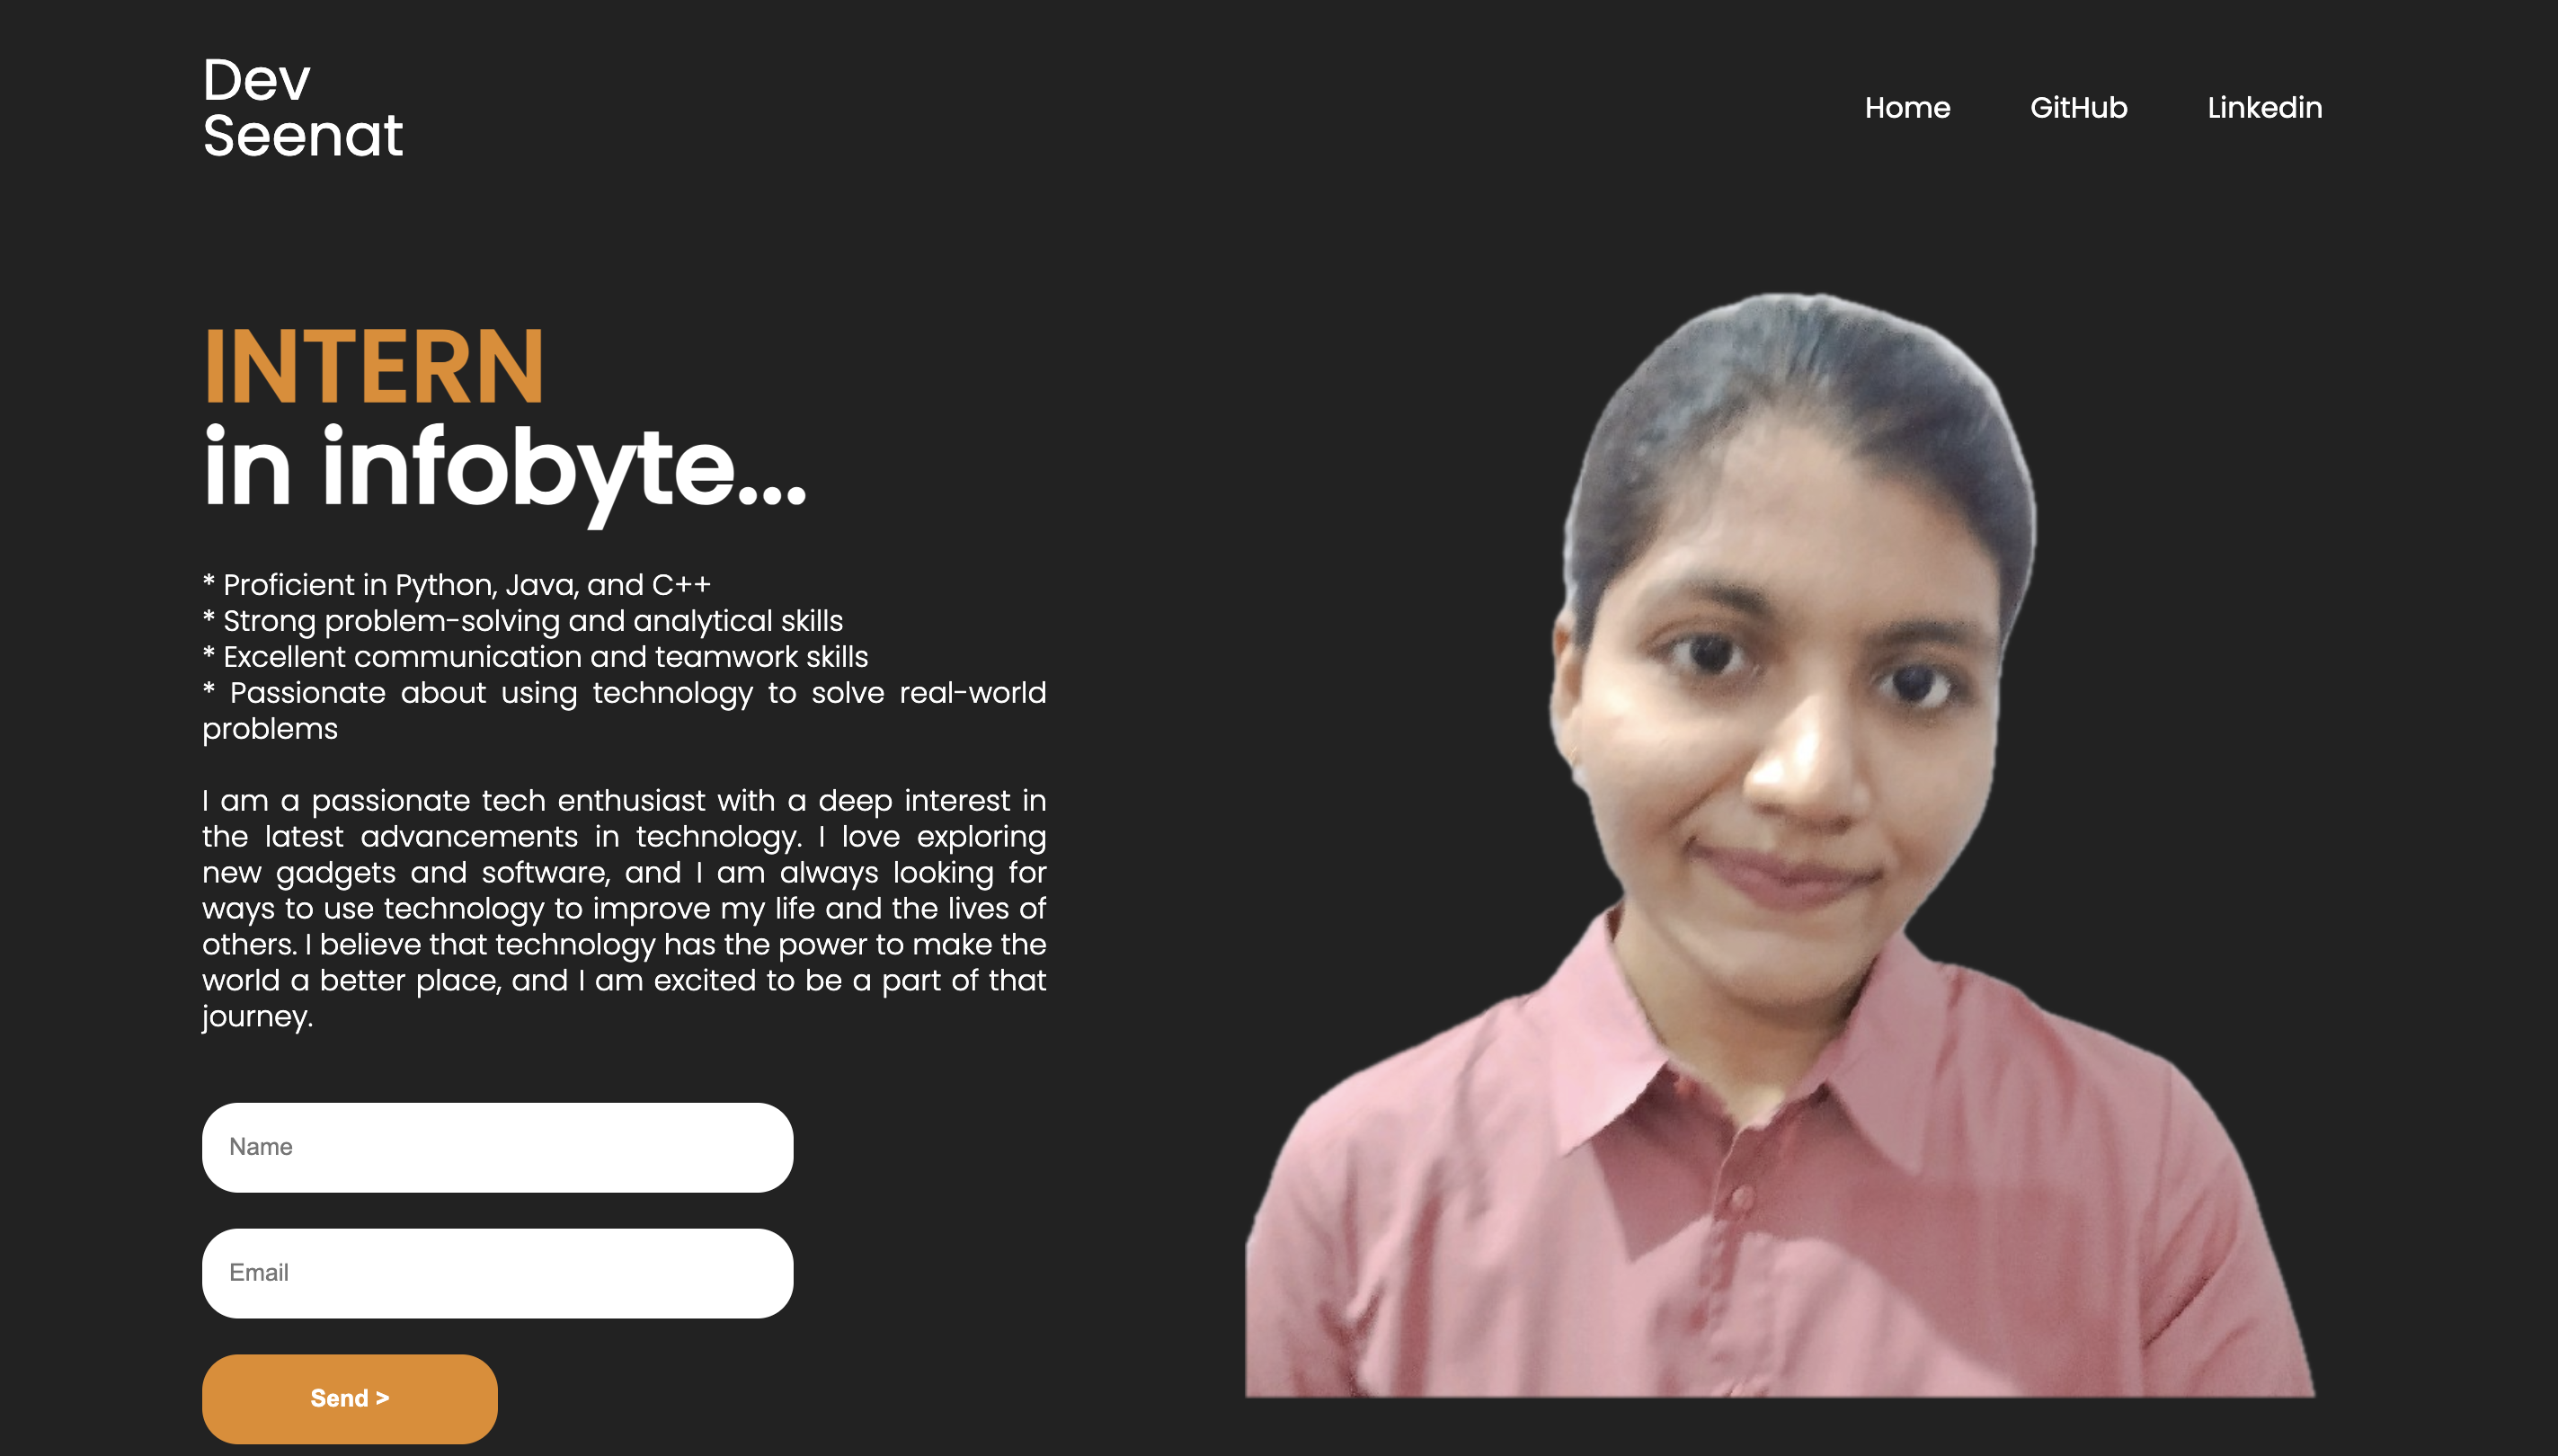 Dev
Seenat
Home
GitHub
Linkedin
INTERN
in infobyte...
* Proficient in Python, Java, and C++
* Strong problem-solving and analytical skills
* Excellent communication and teamwork skills
* Passionate about using technology to solve real-world
problems
I am a passionate tech enthusiast with a deep interest in
the latest advancements in technology. I love exploring
new gadgets and software, and I am always looking for
ways to use technology to improve my life and the lives of
others. I believe that technology has the power to make the
world a better place, and I am excited to be a part of that
journey.
Name
Email
Send >